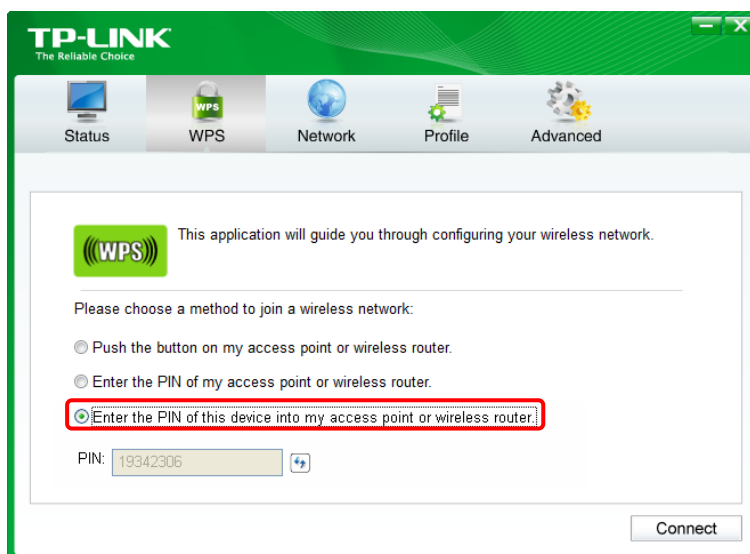 TP-LINK
The Reliable Choice
Status WPS Network Profile Advanced
WPS
This application will guide you through configuring your wireless network.
Please choose a method to join a wireless network:
Push the button on my access point or wireless router.
Enter the PIN of my access point or wireless router.
Enter the PIN of this device into my access point or wireless router.
PIN: 19342306
Connect